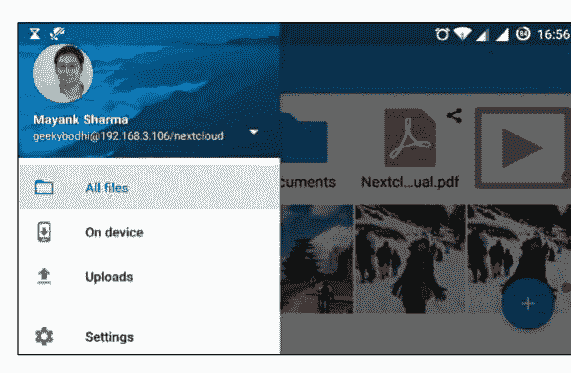 16:56
84
Mayank Sharma
geekybodhi@192.168.3.106/nextcloud
All files
On device
Uploads
Settings
cuments
Nextcl...ual.pdf